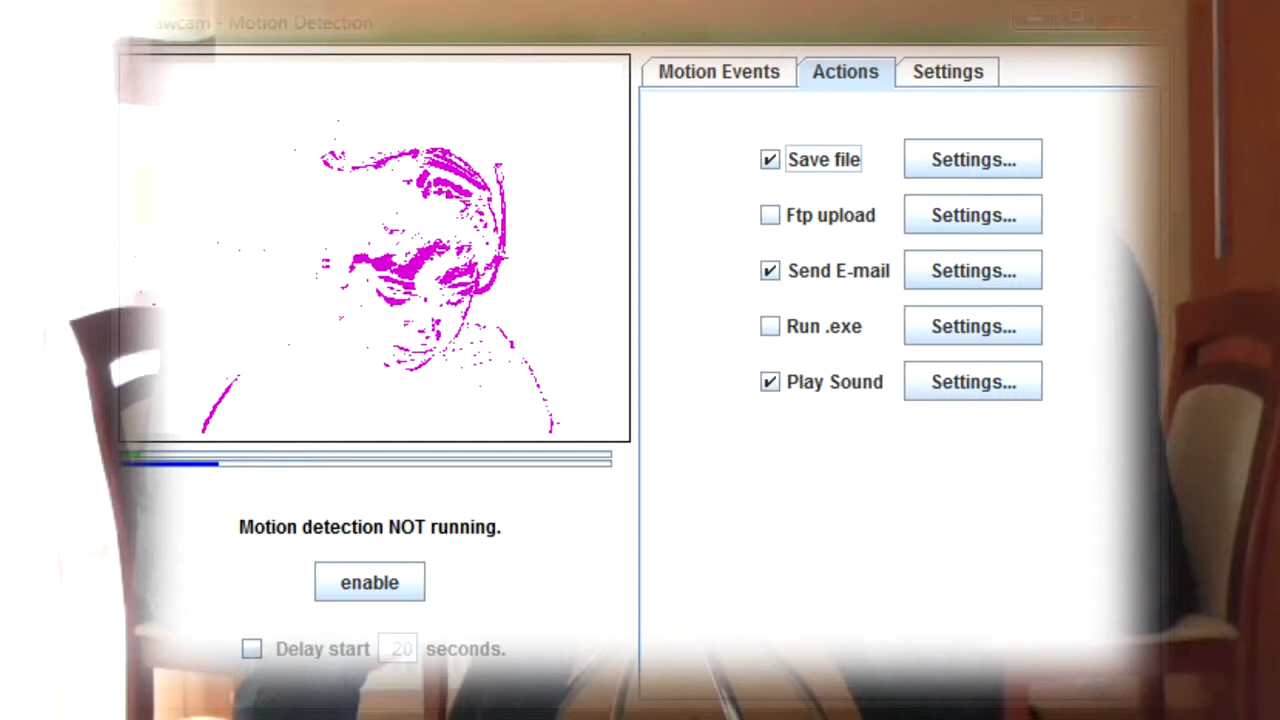 awcam - Motion Detection
Motion Events
Actions
Settings
Save file
Settings...
Ftp upload
Settings...
Send E-mail
Settings...
Run .exe
Settings...
Play Sound
Settings...
Motion detection NOT running.
enable
Delay start 20 seconds.